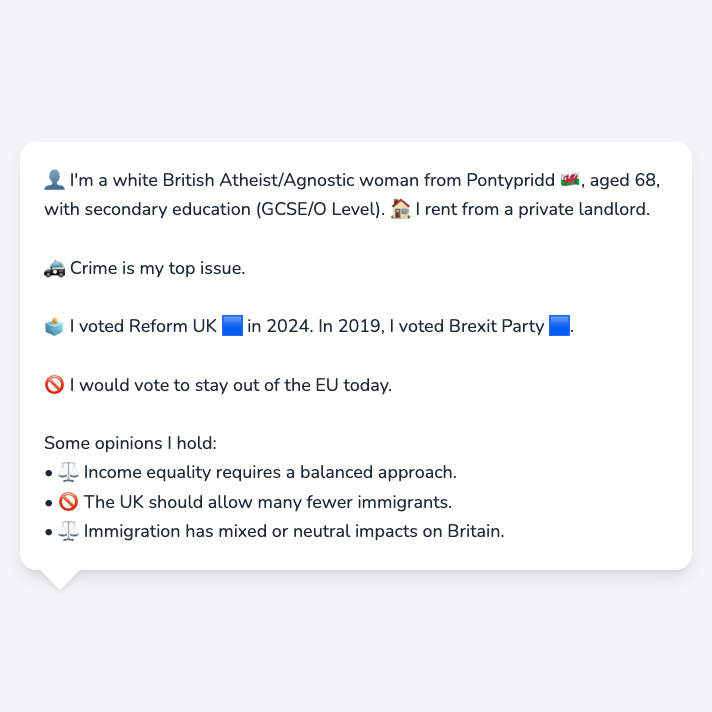 👤 I'm a white British Atheist/Agnostic woman from Pontypridd 🏴󠁧󠁢󠁷󠁬󠁳󠁿, aged 68,
with secondary education (GCSE/O Level). 🏠 I rent from a private landlord.
🚓 Crime is my top issue.
🗳️ I voted Reform UK 🟦 in 2024. In 2019, I voted Brexit Party 🟦.
🚫 I would vote to stay out of the EU today.
Some opinions I hold:
• ⚖️ Income equality requires a balanced approach.
• 🚫 The UK should allow many fewer immigrants.
• ⚖️ Immigration has mixed or neutral impacts on Britain.